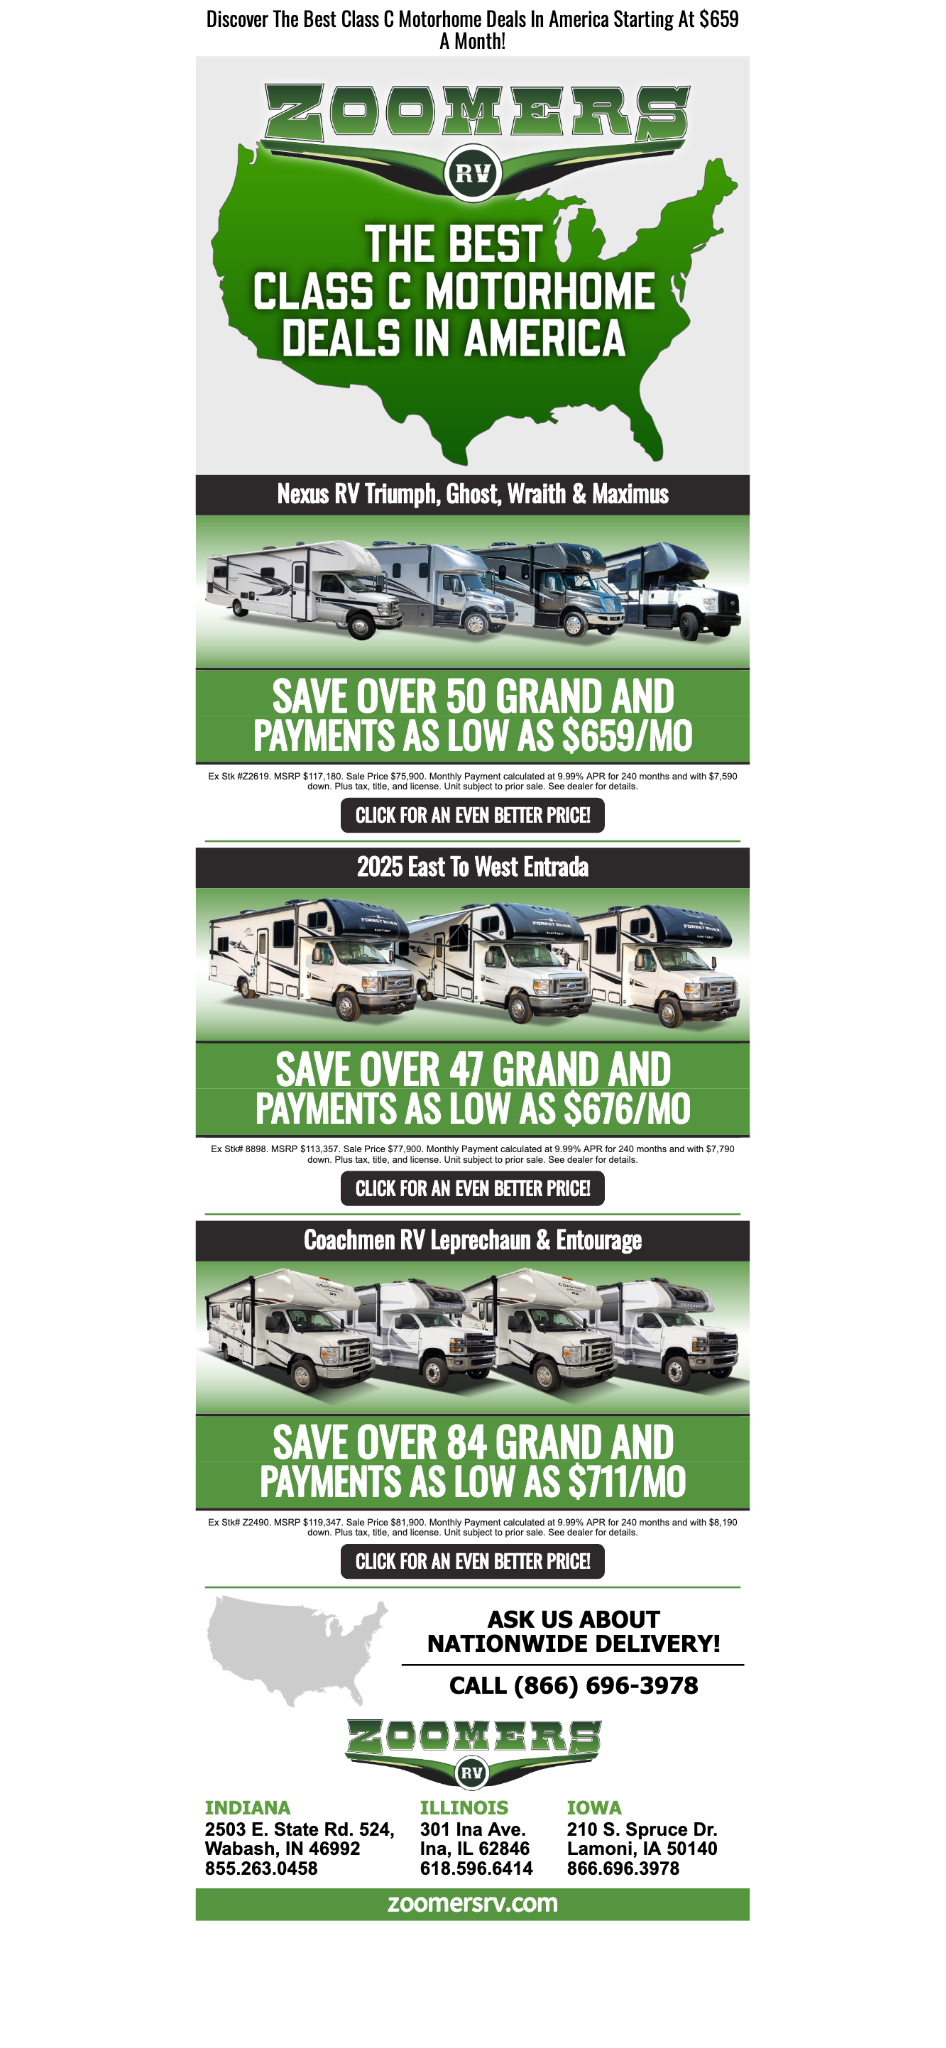 Discover The Best Class C Motorhome Deals In America Starting At $659
A Month!
ZOOMERS
RV
THE BEST
CLASS C MOTORHOME
DEALS IN AMERICA
Nexus RV Triumph, Ghost, Wraith & Maximus
SAVE OVER 50 GRAND AND
PAYMENTS AS LOW AS $659/MO
Ex Stk #Z2619. MSRP $117,180. Sale Price $75,900. Monthly Payment calculated at 9.99% APR for 240 months and with $7,590
down. Plus tax, title, and license. Unit subject to prior sale. See dealer for details.
CLICK FOR AN EVEN BETTER PRICE!
2025 East To West Entrada
FOREST RIVER
FOREST RIVER
FOREST RIVER
SAVE OVER 47 GRAND AND
PAYMENTS AS LOW AS $676/MO
Ex Stk# 8898. MSRP $113,357. Sale Price $77,900. Monthly Payment calculated at 9.99% APR for 240 months and with $7,790
down. Plus tax, title, and license. Unit subject to prior sale. See dealer for details.
CLICK FOR AN EVEN BETTER PRICE!
Coachmen RV Leprechaun & Entourage
COACHMEN
COACHMEN
COACHMEN
COACHMEN
SAVE OVER 84 GRAND AND
PAYMENTS AS LOW AS $711/MO
Ex Stk# Z2490. MSRP $119,347. Sale Price $81,900. Monthly Payment calculated at 9.99% APR for 240 months and with $8,190
down. Plus tax, title, and license. Unit subject to prior sale. See dealer for details.
CLICK FOR AN EVEN BETTER PRICE!
ASK US ABOUT
NATIONWIDE DELIVERY!
CALL (866) 696-3978
ZOOMERS
RV
INDIANA
2503 E. State Rd. 524,
Wabash, IN 46992
855.263.0458
ILLINOIS
301 Ina Ave.
Ina, IL 62846
618.596.6414
IOWA
210 S. Spruce Dr.
Lamoni, IA 50140
866.696.3978
zoomersrv.com